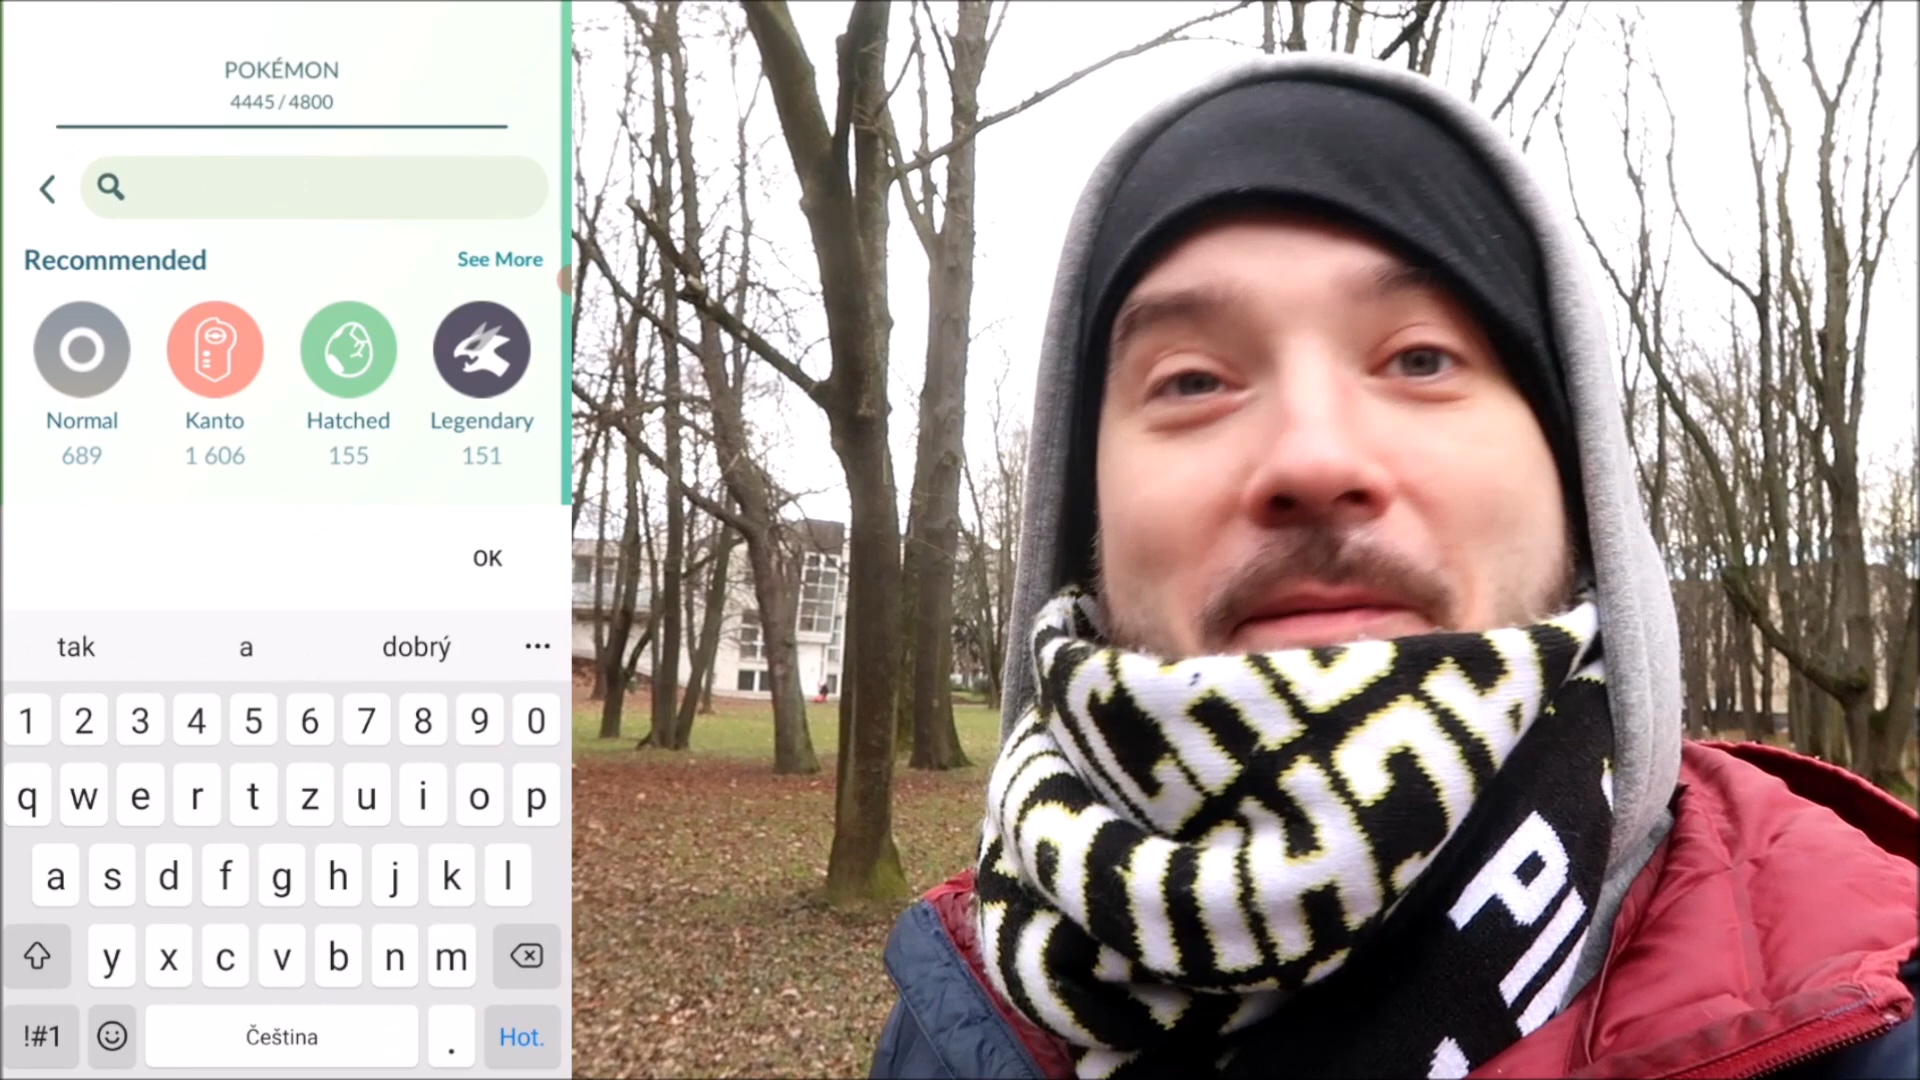 POKÉMON
4445/4800
Recommended See More
Normal Kanto Hatched Legendary
689 1 606 155 151
OK
tak a dobrý ...
1 2 3 4 5 6 7 8 9 0
q w e r t z u i o p
a s d f g h j k l
y x c v b n m
!#1 Čeština . Hot.